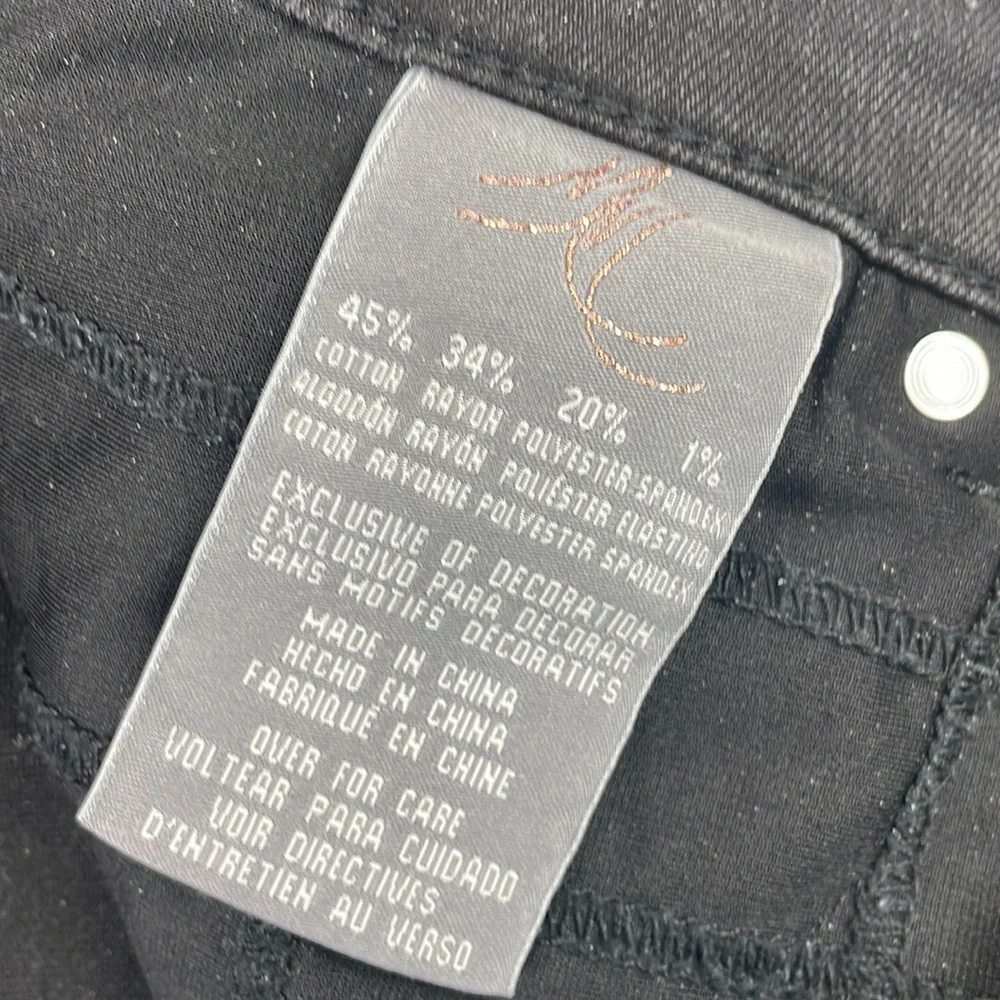 45% 34% 20% 1%
COTTON RAYON POLYESTER SPANDEX
ALGODÓN RAYÓN POLIÉSTER ELASTINO
COTON RAYONNE POLYESTER SPANDEX
EXCLUSIVE OF DECORATION
EXCLUSIVO PARA DECORAR
SANS MOTIFS DÉCORATIFS
MADE IN CHINA
HECHO EN CHINA
FABRIQUÉ EN CHINE
OVER FOR CARE
VOLTEAR PARA CUIDADO
VOIR DIRECTIVES
D'ENTRETIEN AU VERSO